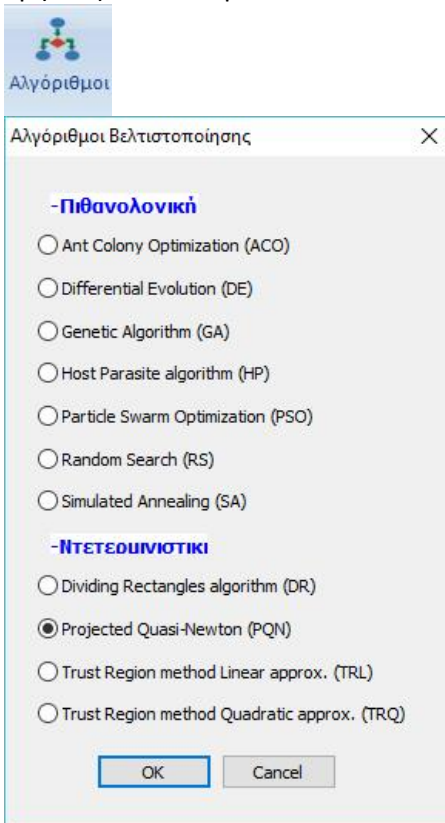 Αλγόριθμοι
Αλγόριθμοι Βελτιστοποίησης
-Πιθανολονική
Ant Colony Optimization (ACO)
Differential Evolution (DE)
Genetic Algorithm (GA)
Host Parasite algorithm (HP)
Particle Swarm Optimization (PSO)
Random Search (RS)
Simulated Annealing (SA)
-Ντετερμινιστικι
Dividing Rectangles algorithm (DR)
Projected Quasi-Newton (PQN)
Trust Region method Linear approx. (TRL)
Trust Region method Quadratic approx. (TRQ)
OK Cancel